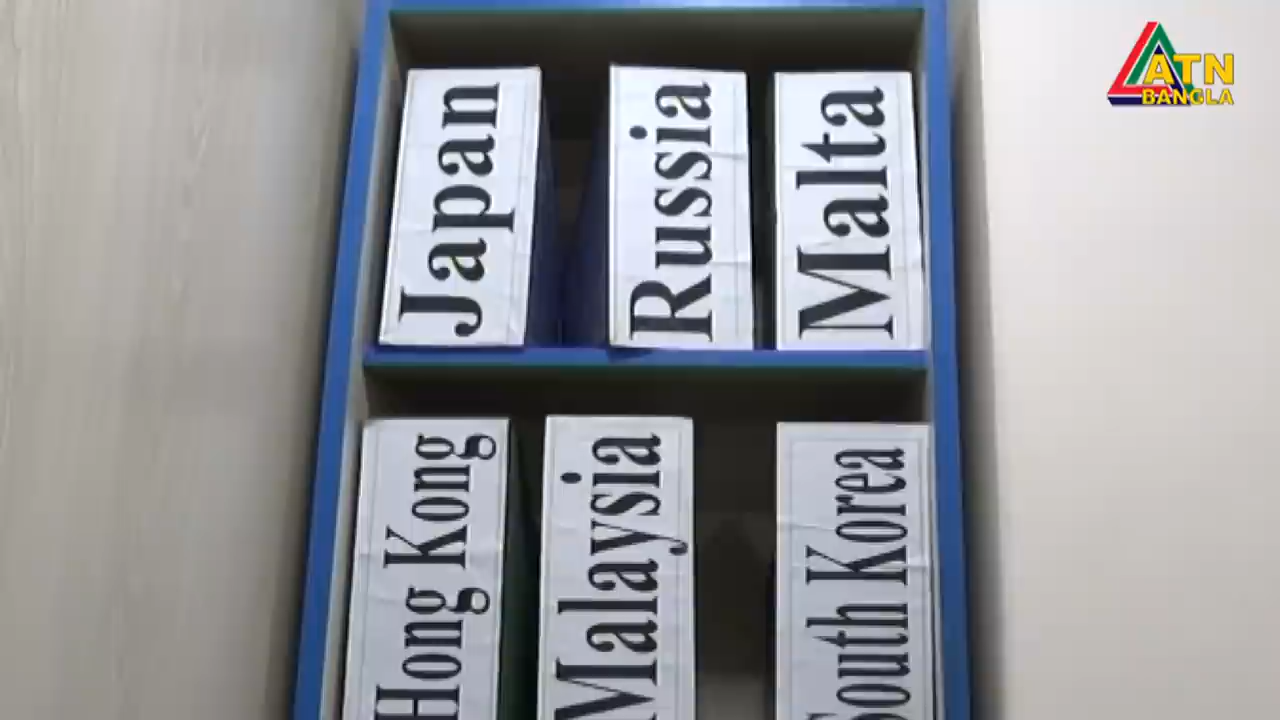 ATN
BANGLA
Japan
Russia
Malta
Hong Kong
Malaysia
South Korea